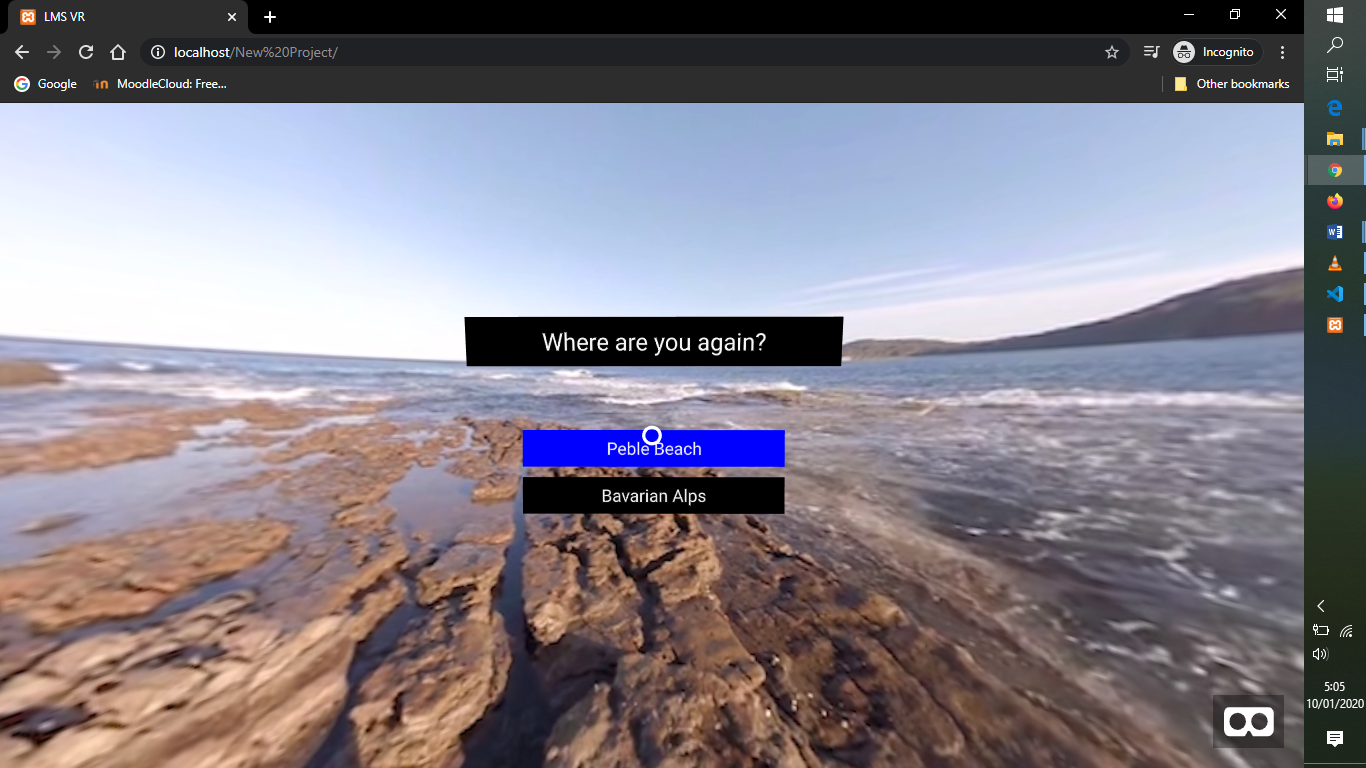 LMS VR
localhost/New%20Project/
Incognito
Google
MoodleCloud: Free...
Other bookmarks
Where are you again?
Peble Beach
Bavarian Alps
5:05
10/01/2020